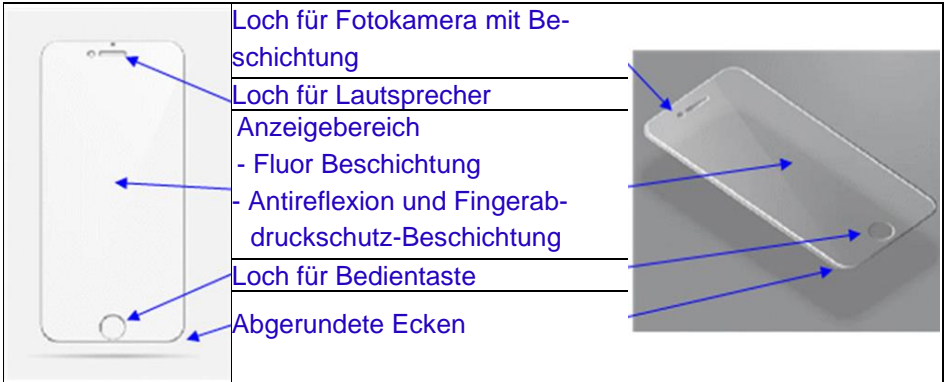 Loch für Fotokamera mit Be-
schichtung
Loch für Lautsprecher
Anzeigebereich
- Fluor Beschichtung
- Antireflexion und Fingerab-
druckschutz-Beschichtung
Loch für Bedientaste
Abgerundete Ecken